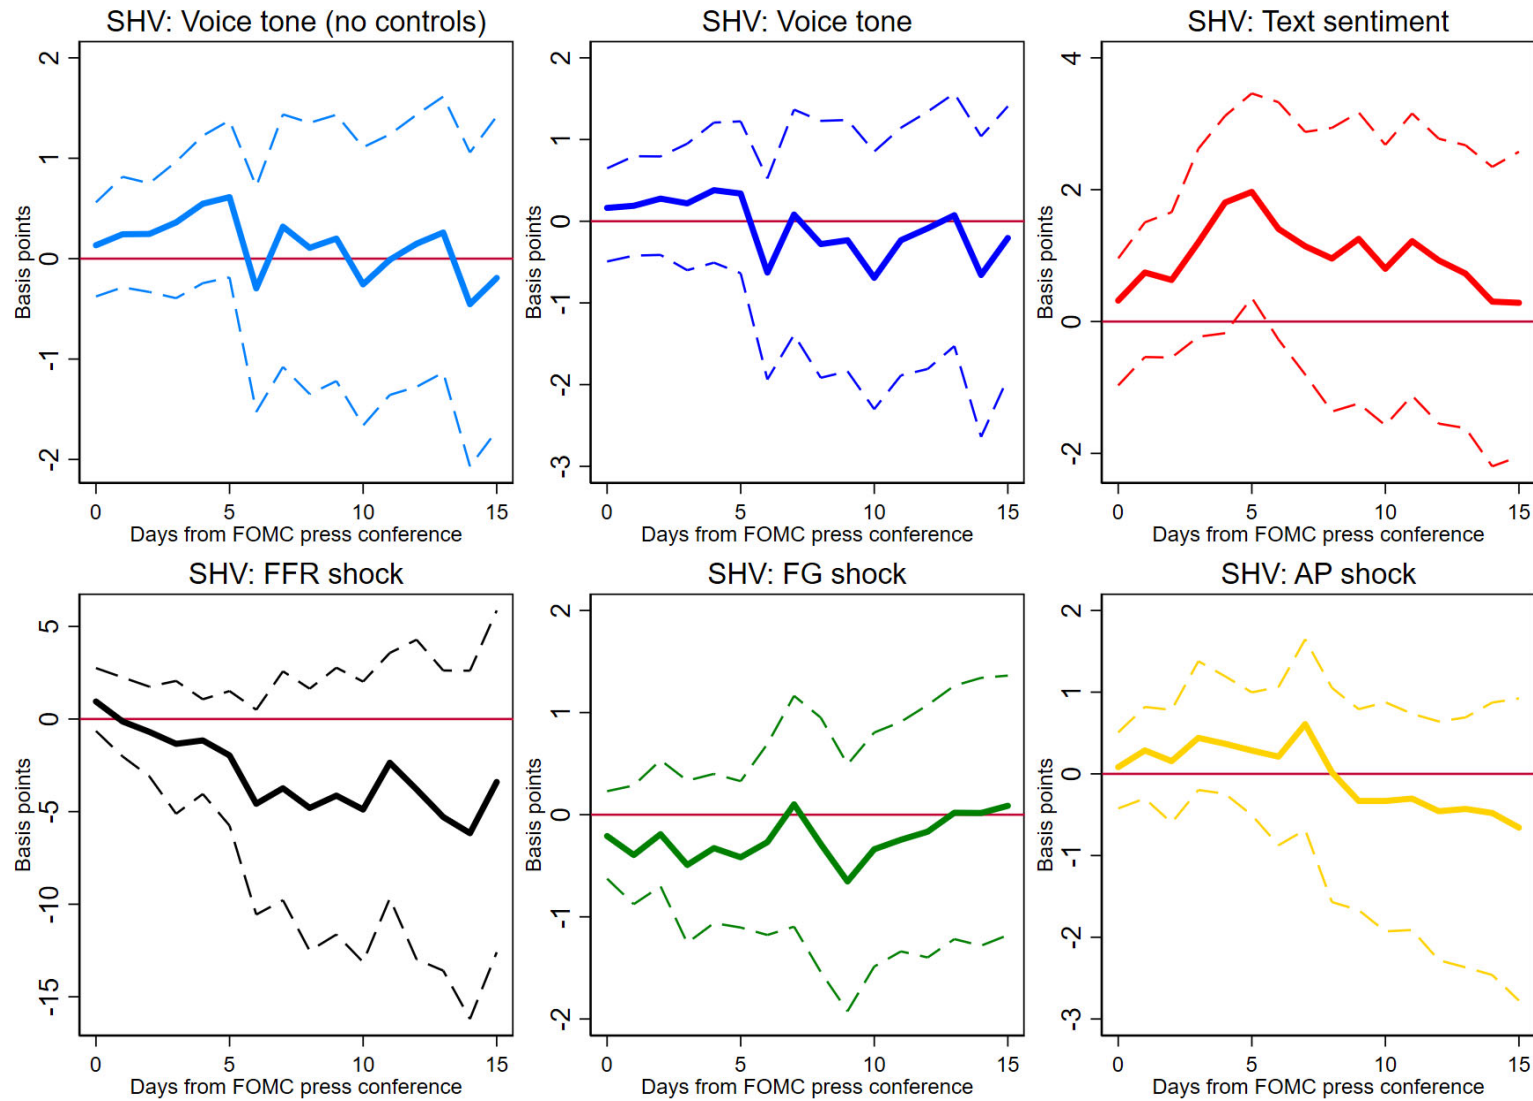 SHV: Voice tone (no controls)
Basis points
2
1
0
-1
-2
0 5 10 15
Days from FOMC press conference
SHV: Voice tone
Basis points
2
1
0
-1
-2
-3
0 5 10 15
Days from FOMC press conference
SHV: Text sentiment
Basis points
4
2
0
-2
0 5 10 15
Days from FOMC press conference
SHV: FFR shock
Basis points
5
0
-5
-10
-15
0 5 10 15
Days from FOMC press conference
SHV: FG shock
Basis points
2
1
0
-1
-2
0 5 10 15
Days from FOMC press conference
SHV: AP shock
Basis points
2
1
0
-1
-2
-3
0 5 10 15
Days from FOMC press conference